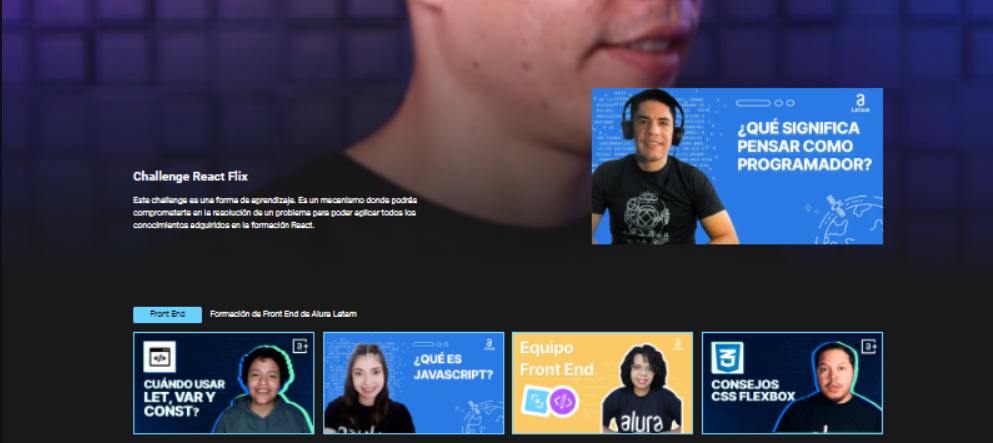 a
LATAM
¿QUÉ SIGNIFICA
PENSAR COMO
PROGRAMADOR?
Challenge React Flix
Este challenge es una forma de aprendizaje. Es un mecanismo donde podrás
comprometerte en la resolución de un problema para poder aplicar todos los
conocimientos adquiridos en la formación React.
Front End
Formación de Front End de Alura Latam
</>
a+
CUÁNDO USAR
LET, VAR Y
CONST?
a
¿QUÉ ES
JAVASCRIPT?
alura
Equipo
Front End
</>
a
alura
3
a+
CONSEJOS
CSS FLEXBOX
alura